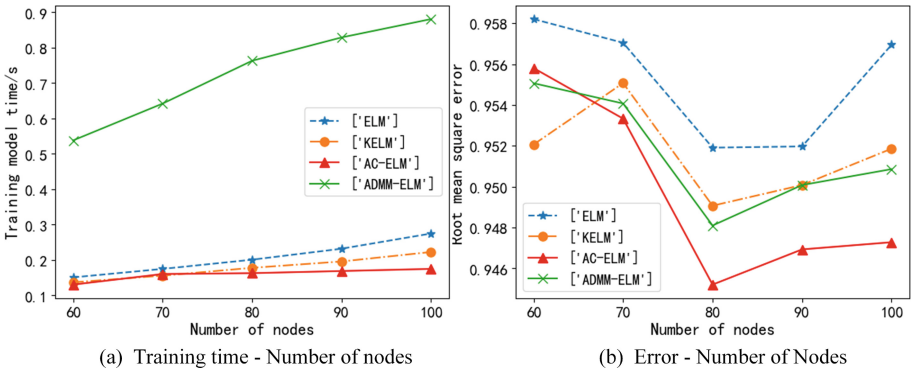 0.9
0.8
0.7
0.6
0.5
0.4
0.3
0.2
0.1
Training model time/s
['ELM']
['KELM']
['AC-ELM']
['ADMM-ELM']
60 70 80 90 100
Number of nodes
(a) Training time - Number of nodes
0.958
0.956
0.954
0.952
0.950
0.948
0.946
Root mean square error
['ELM']
['KELM']
['AC-ELM']
['ADMM-ELM']
60 70 80 90 100
Number of nodes
(b) Error - Number of Nodes